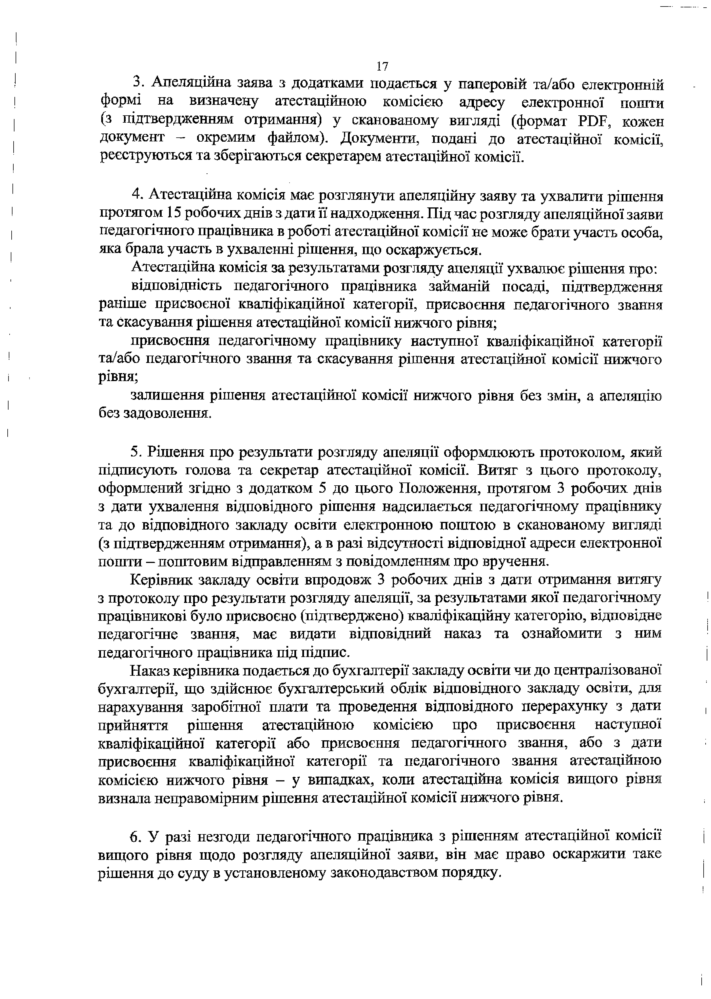 17
3. Апеляційна заява з додатками подається у паперовій та/або електронній
формі на визначену атестаційною комісією адресу електронної пошти
(з підтвердженням отримання) у сканованому вигляді (формат PDF, кожен
документ – окремим файлом). Документи, подані до атестаційної комісії,
реєструються та зберігаються секретарем атестаційної комісії.
4. Атестаційна комісія має розглянути апеляційну заяву та ухвалити рішення
протягом 15 робочих днів з дати її надходження. Під час розгляду апеляційної заяви
педагогічного працівника в роботі атестаційної комісії не може брати участь особа,
яка брала участь в ухваленні рішення, що оскаржується.
Атестаційна комісія за результатами розгляду апеляції ухвалює рішення про:
відповідність педагогічного працівника займаній посаді, підтвердження
раніше присвоєної кваліфікаційної категорії, присвоєння педагогічного звання
та скасування рішення атестаційної комісії нижчого рівня;
присвоєння педагогічному працівнику наступної кваліфікаційної категорії
та/або педагогічного звання та скасування рішення атестаційної комісії нижчого
рівня;
залишення рішення атестаційної комісії нижчого рівня без змін, а апеляцію
без задоволення.
5. Рішення про результати розгляду апеляції оформлюють протоколом, який
підписують голова та секретар атестаційної комісії. Витяг з цього протоколу,
оформлений згідно з додатком 5 до цього Положення, протягом 3 робочих днів
з дати ухвалення відповідного рішення надсилається педагогічному працівнику
та до відповідного закладу освіти електронною поштою в сканованому вигляді
(з підтвердженням отримання), а в разі відсутності відповідної адреси електронної
пошти – поштовим відправленням з повідомленням про вручення.
Керівник закладу освіти впродовж 3 робочих днів з дати отримання витягу
з протоколу про результати розгляду апеляції, за результатами якої педагогічному
працівникові було присвоєно (підтверджено) кваліфікаційну категорію, відповідне
педагогічне звання, має видати відповідний наказ та ознайомити з ним
педагогічного працівника під підпис.
Наказ керівника подається до бухгалтерії закладу освіти чи до централізованої
бухгалтерії, що здійснює бухгалтерський облік відповідного закладу освіти, для
нарахування заробітної плати та проведення відповідного перерахунку з дати
прийняття рішення атестаційною комісією про присвоєння наступної
кваліфікаційної категорії або присвоєння педагогічного звання, або з дати
присвоєння кваліфікаційної категорії та педагогічного звання атестаційною
комісією нижчого рівня – у випадках, коли атестаційна комісія вищого рівня
визнала неправомірним рішення атестаційної комісії нижчого рівня.
6. У разі незгоди педагогічного працівника з рішенням атестаційної комісії
вищого рівня щодо розгляду апеляційної заяви, він має право оскаржити таке
рішення до суду в установленому законодавством порядку.